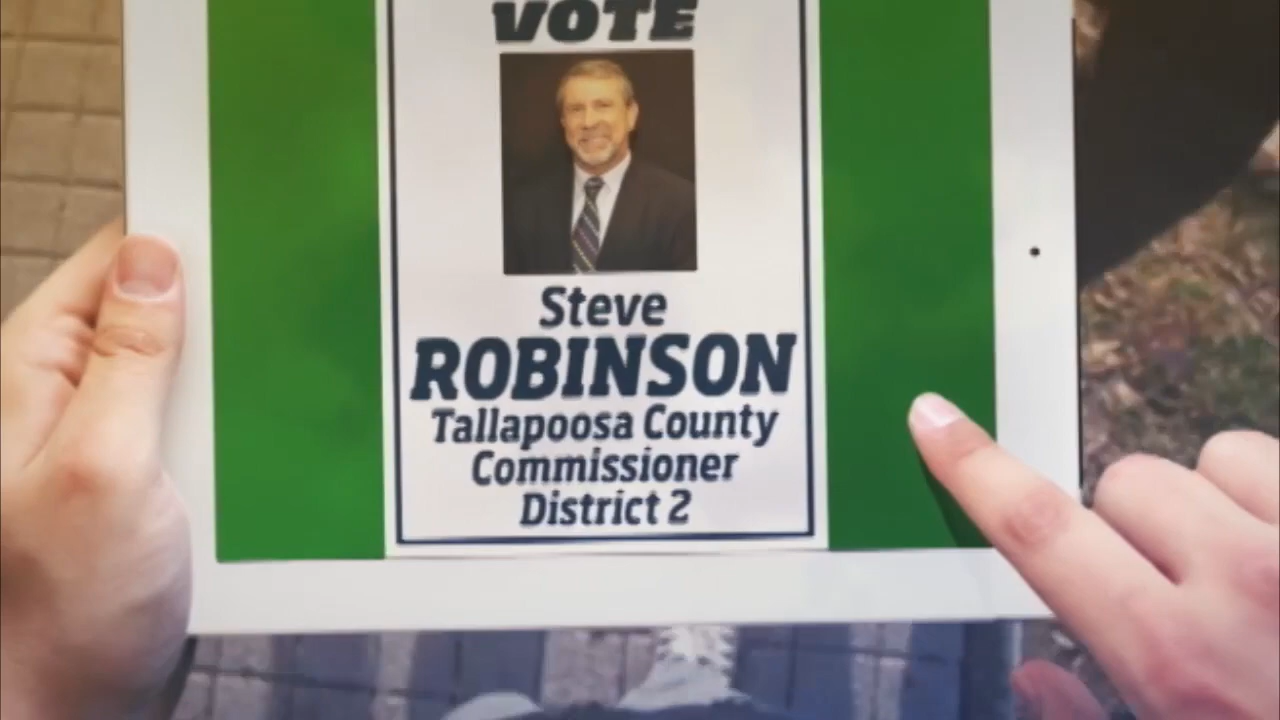 VOTE
Steve
ROBINSON
Tallapoosa County
Commissioner
District 2